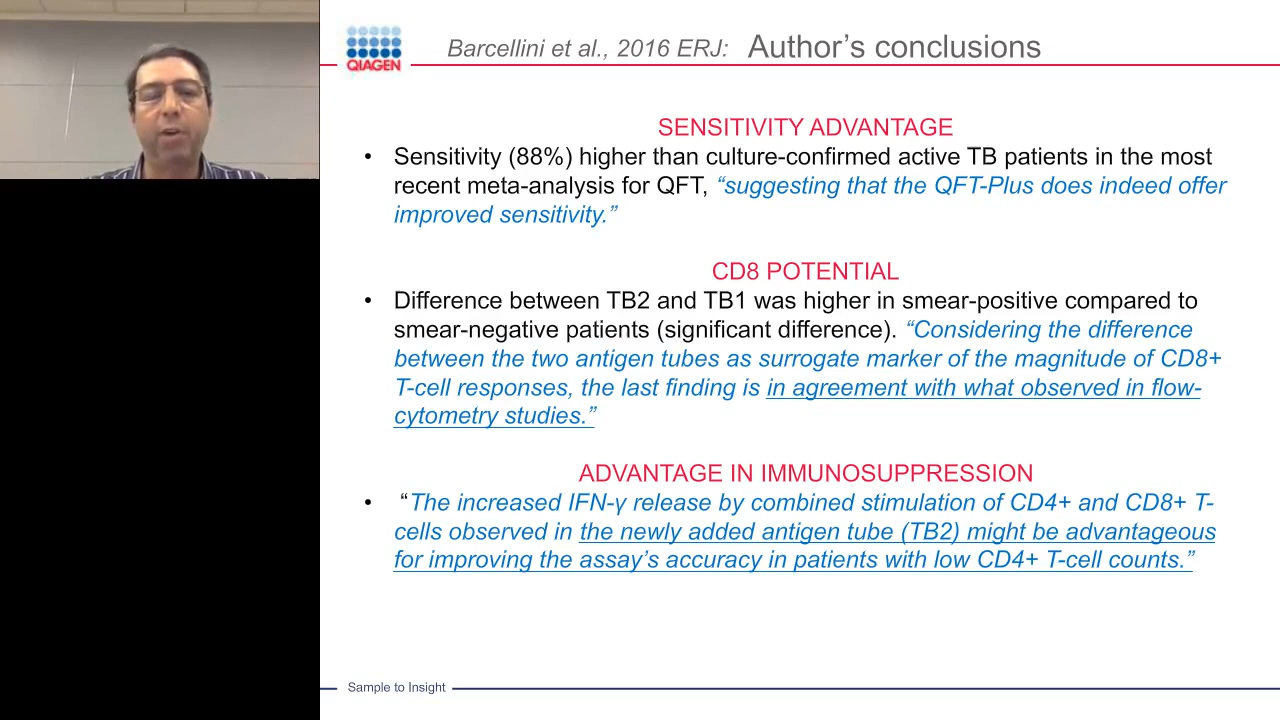 QIAGEN
Barcellini et al., 2016 ERJ: Author’s conclusions
SENSITIVITY ADVANTAGE
• Sensitivity (88%) higher than culture-confirmed active TB patients in the most
recent meta-analysis for QFT, “suggesting that the QFT-Plus does indeed offer
improved sensitivity.”
CD8 POTENTIAL
• Difference between TB2 and TB1 was higher in smear-positive compared to
smear-negative patients (significant difference). “Considering the difference
between the two antigen tubes as surrogate marker of the magnitude of CD8+
T-cell responses, the last finding is in agreement with what observed in flow-
cytometry studies.”
ADVANTAGE IN IMMUNOSUPPRESSION
• “The increased IFN-γ release by combined stimulation of CD4+ and CD8+ T-
cells observed in the newly added antigen tube (TB2) might be advantageous
for improving the assay’s accuracy in patients with low CD4+ T-cell counts.”
Sample to Insight